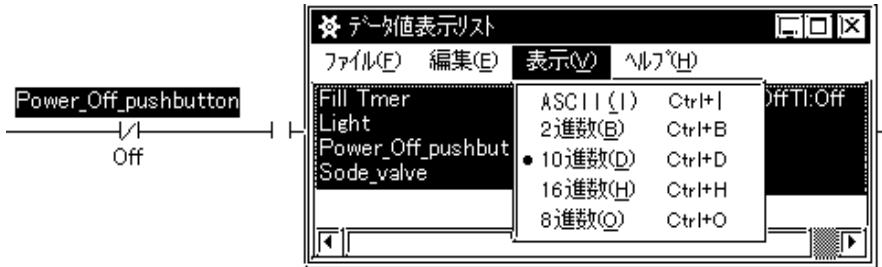 データ値表示リスト
ファイル(F) 編集(E) 表示(V) ヘルプ(H)
Power_Off_pushbutton
Off
Fill Tmer
Light
Power_Off_pushbut
Sode_valve
OffTI:Off
ASCII(I) Ctrl+I
2進数(B) Ctrl+B
10進数(D) Ctrl+D
16進数(H) Ctrl+H
8進数(O) Ctrl+O